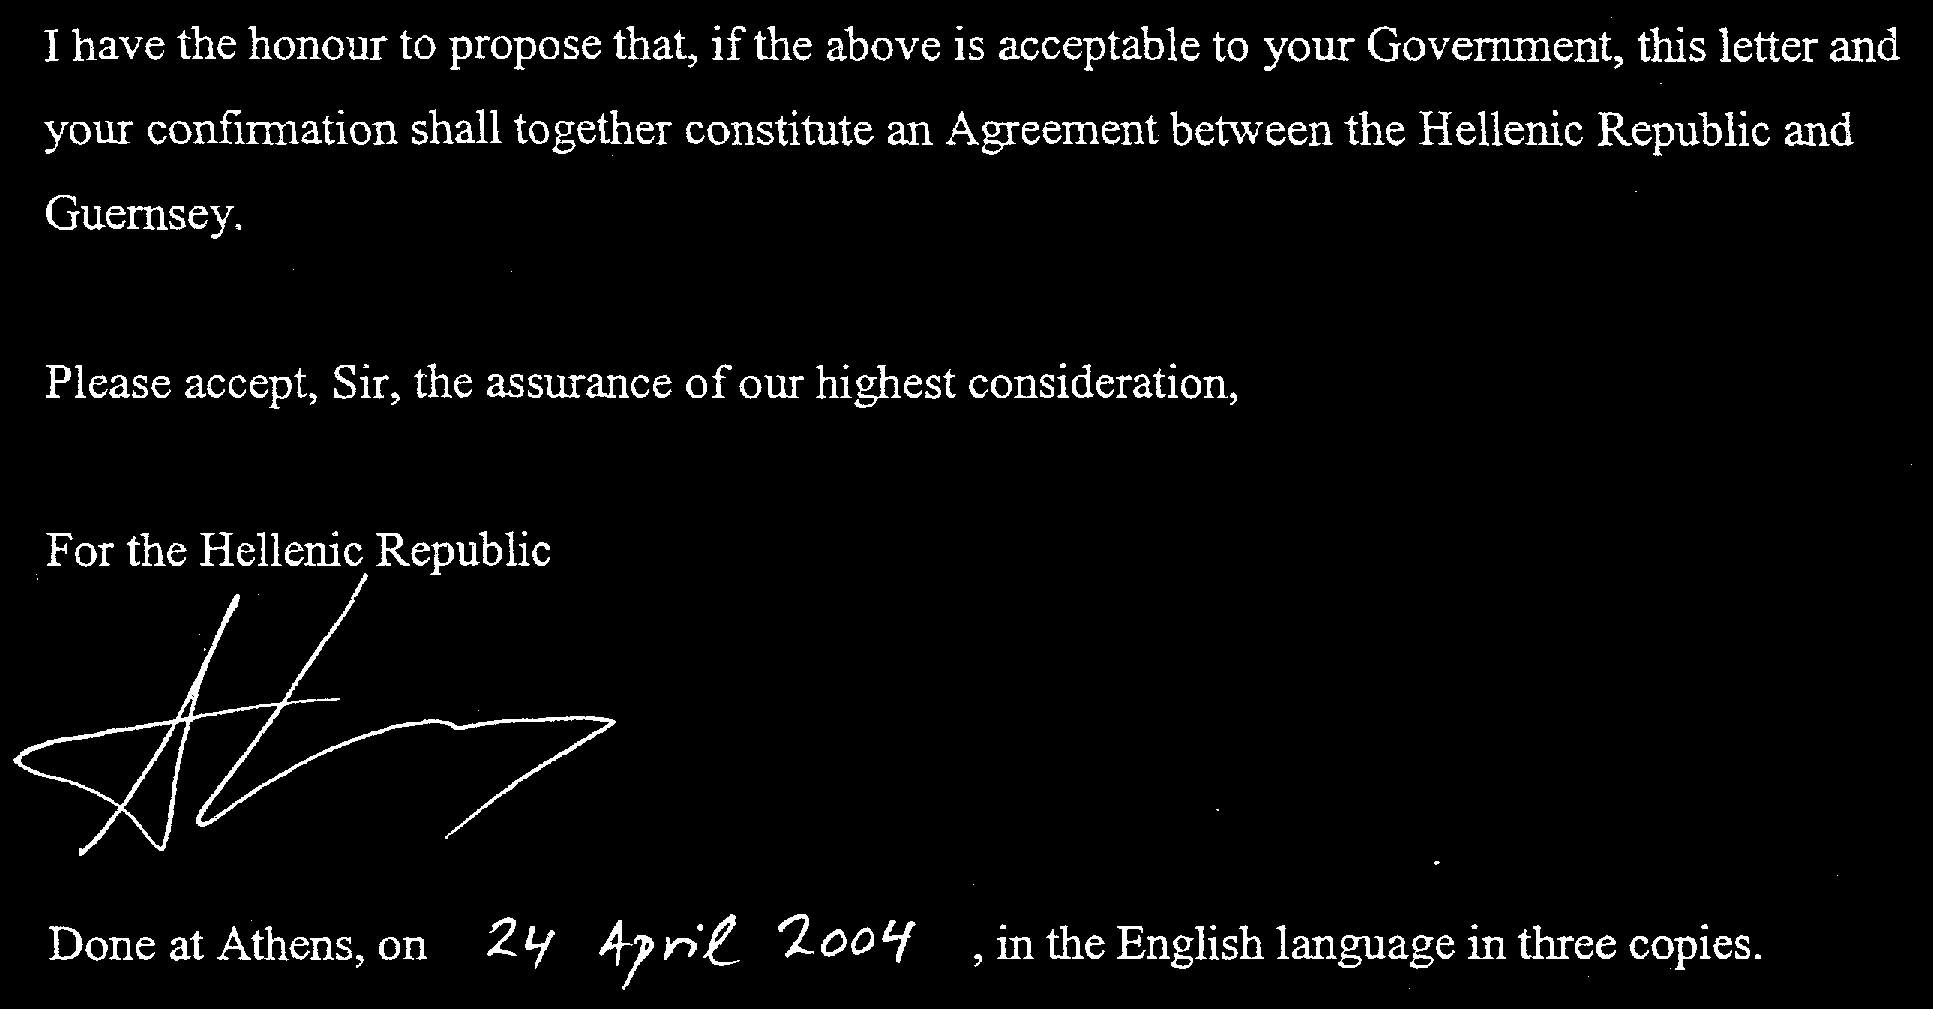 I have the honour to propose that, if the above is acceptable to your Government, this letter and
your confirmation shall together constitute an Agreement between the Hellenic Republic and
Guernsey.
Please accept, Sir, the assurance of our highest consideration,
For the Hellenic Republic
Done at Athens, on 24 April 2004 , in the English language in three copies.